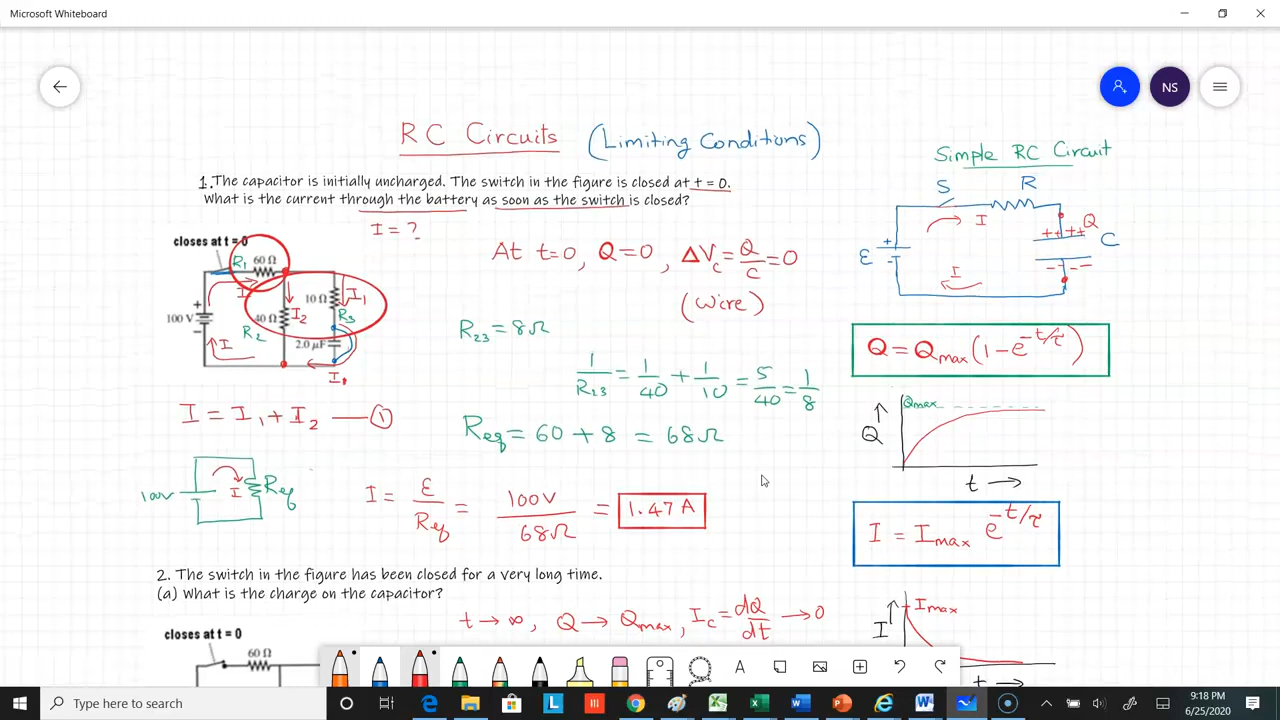 Microsoft Whiteboard
NS
RC Circuits (Limiting Conditions)
1. The capacitor is initially uncharged. The switch in the figure is closed at t = 0.
What is the current through the battery as soon as the switch is closed?
I = ?
closes at t = 0
R1 60 Ω
I
10 Ω
I1
100 V
40 Ω
I2
R3
R2
2.0 μF
I
I1
I = I1 + I2 — ①
100V
I
Req
At t=0, Q=0, ΔVc = Q/C = 0
(wire)
R23 = 8Ω
1/R23 = 1/40 + 1/10 = 5/40 = 1/8
Req = 60 + 8 = 68Ω
I = ε/Req = 100V/68Ω = 1.47 A
Simple RC Circuit
S R
I
ε + -
++ ++ Q
C
- - - -
I
Q = Qmax (1 - e^-t/τ)
Qmax
Q
t
I = Imax e^-t/τ
Imax
I
t
2. The switch in the figure has been closed for a very long time.
(a) What is the charge on the capacitor?
t → ∞, Q → Qmax, Ic = dQ/dt → 0
closes at t = 0
60 Ω
Type here to search
9:18 PM
6/25/2020